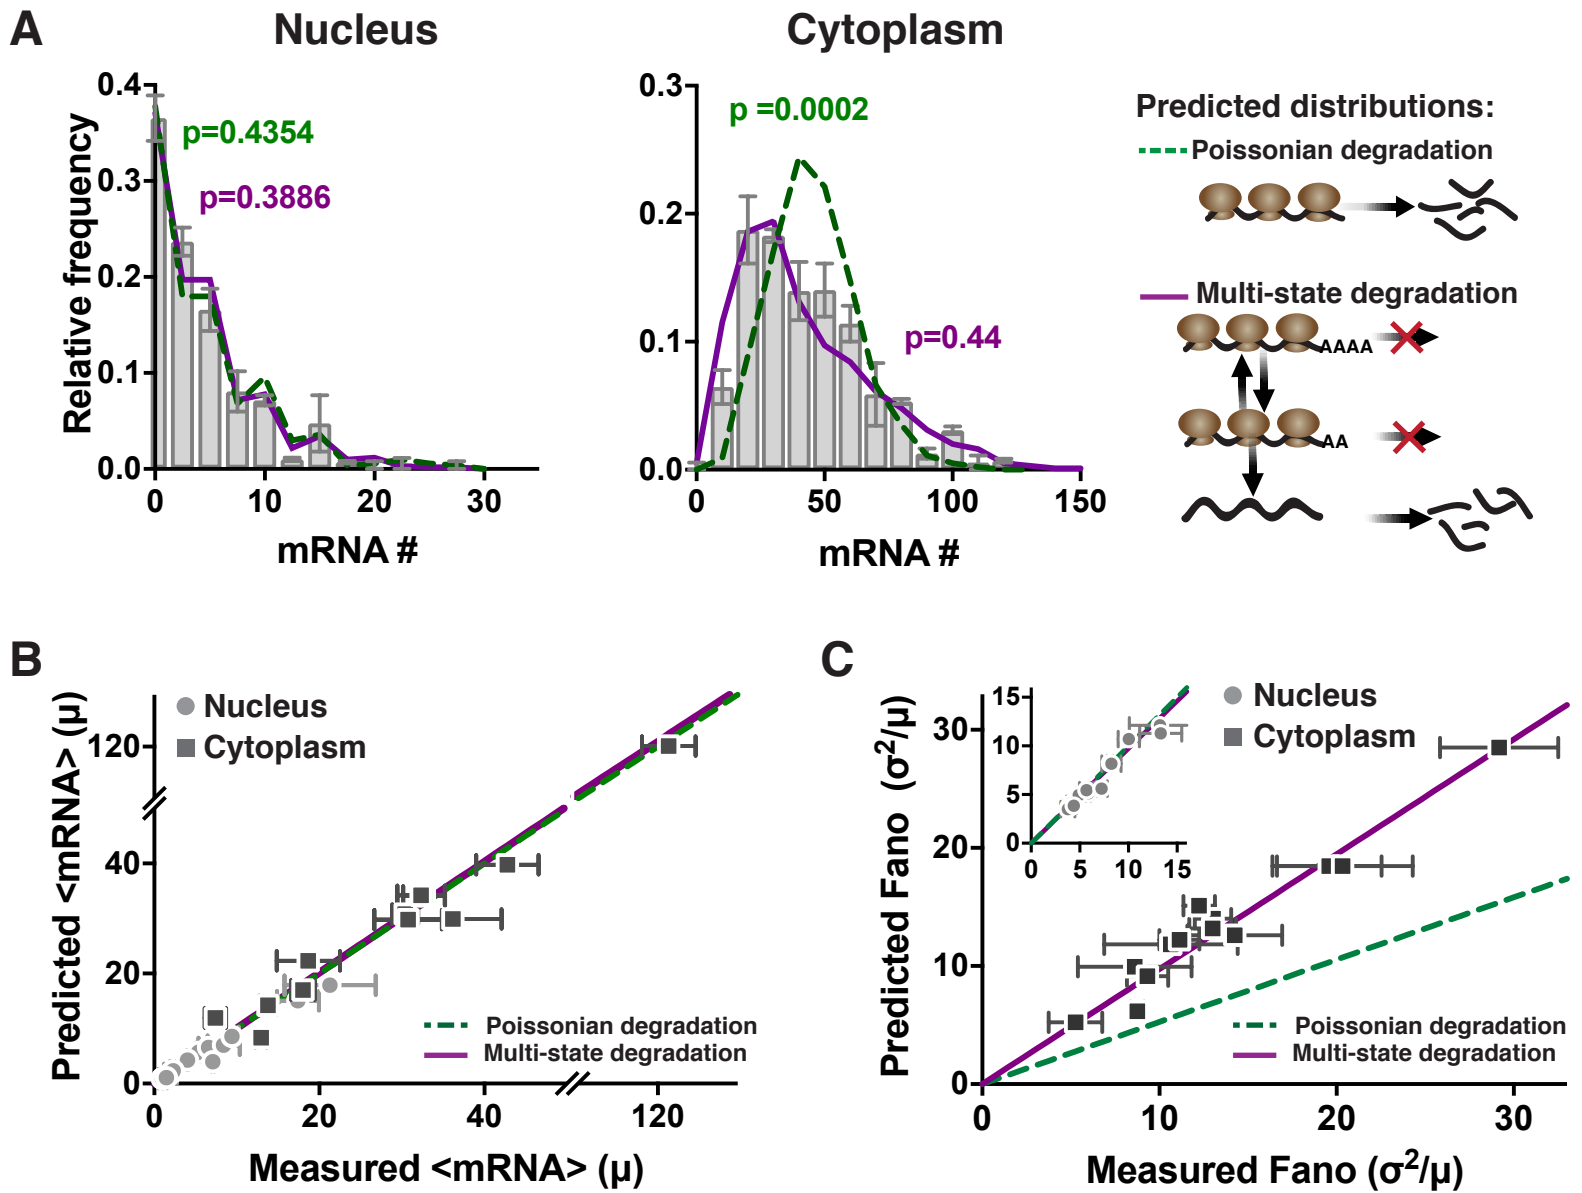 A
Nucleus
Cytoplasm
0.4
0.3
0.2
0.1
0.0
Relative frequency
p=0.4354
p=0.3886
0 10 20 30
mRNA #
0.3
0.2
0.1
0.0
p =0.0002
p=0.44
0 50 100 150
mRNA #
Predicted distributions:
Poissonian degradation
Multi-state degradation
AAAA
AA
B
Predicted <mRNA> (µ)
Nucleus
Cytoplasm
120
40
20
0
Poissonian degradation
Multi-state degradation
0 20 40 120
Measured <mRNA> (µ)
C
Predicted Fano (σ²/µ)
30
20
10
0
15
10
5
0
0 5 10 15
Nucleus
Cytoplasm
Poissonian degradation
Multi-state degradation
0 10 20 30
Measured Fano (σ²/µ)